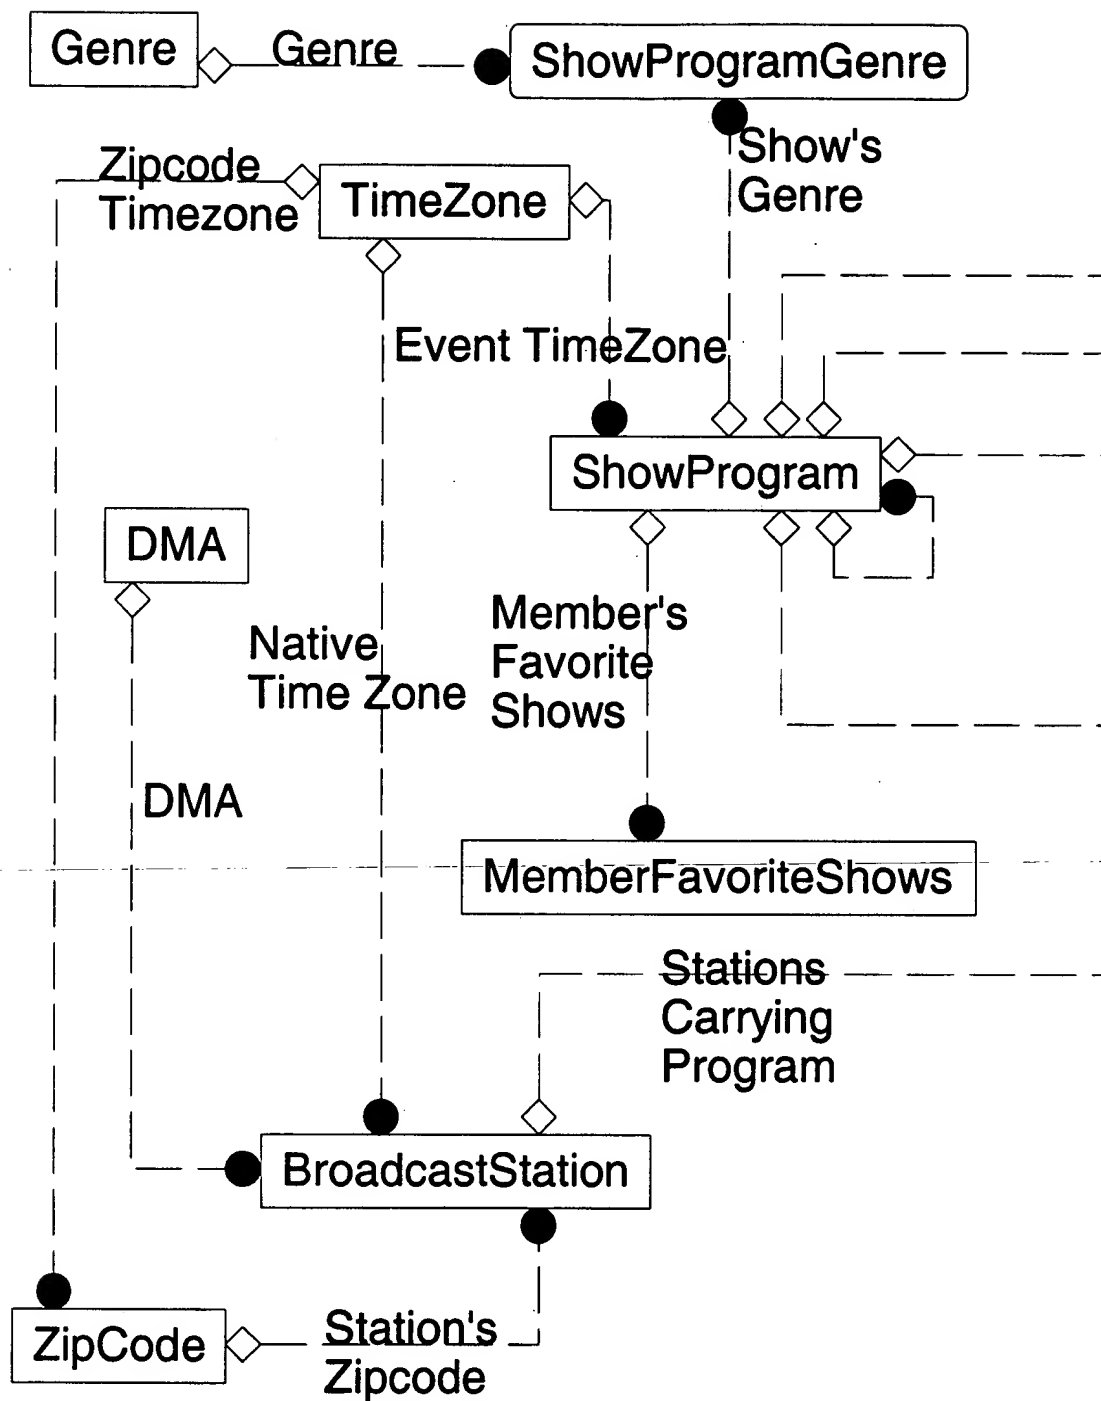 Genre
Genre
ShowProgramGenre
Show's
Genre
Zipcode
Timezone
TimeZone
Event TimeZone
ShowProgram
DMA
Native
Time Zone
Member's
Favorite
Shows
DMA
MemberFavoriteShows
Stations
Carrying
Program
BroadcastStation
ZipCode
Station's
Zipcode